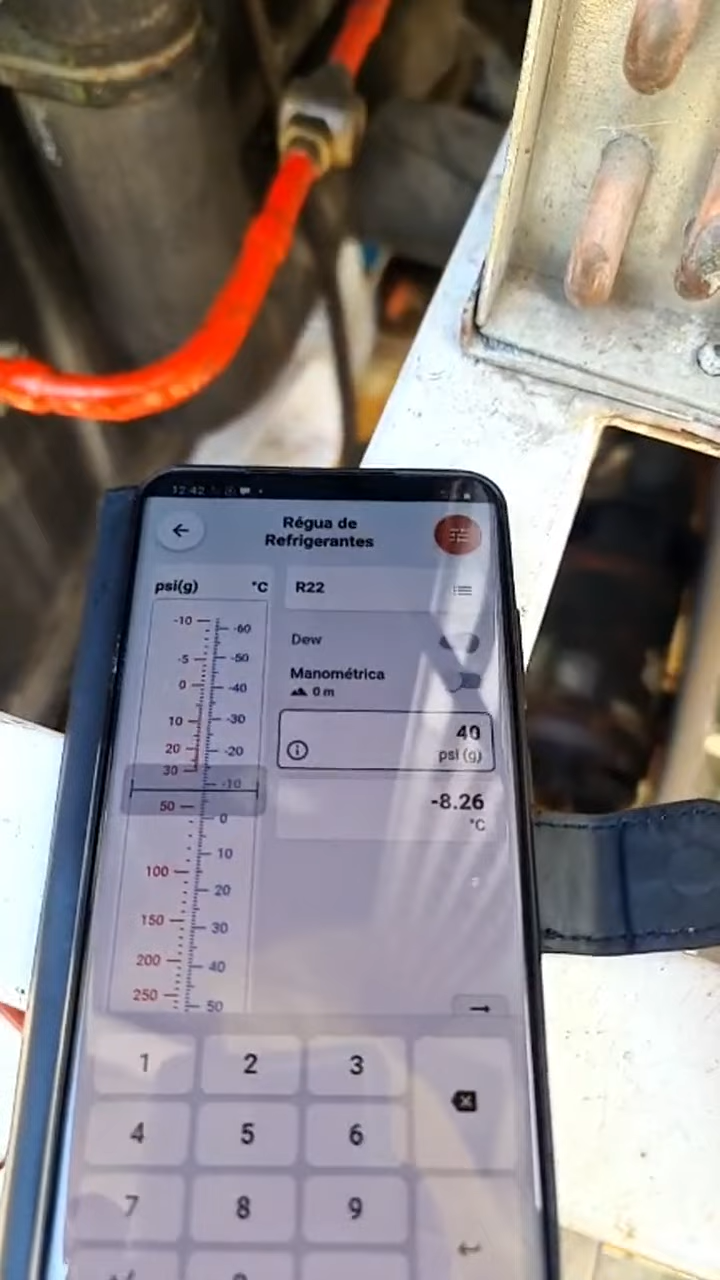 12:42
Régua de
Refrigerantes
psi(g) °C
R22
Dew
Manométrica
0 m
40
psi (g)
-8.26
°C
-10
-5
0
10
20
30
50
100
150
200
250
-60
-50
-40
-30
-20
-10
0
10
20
30
40
50
1 2 3
4 5 6
7 8 9